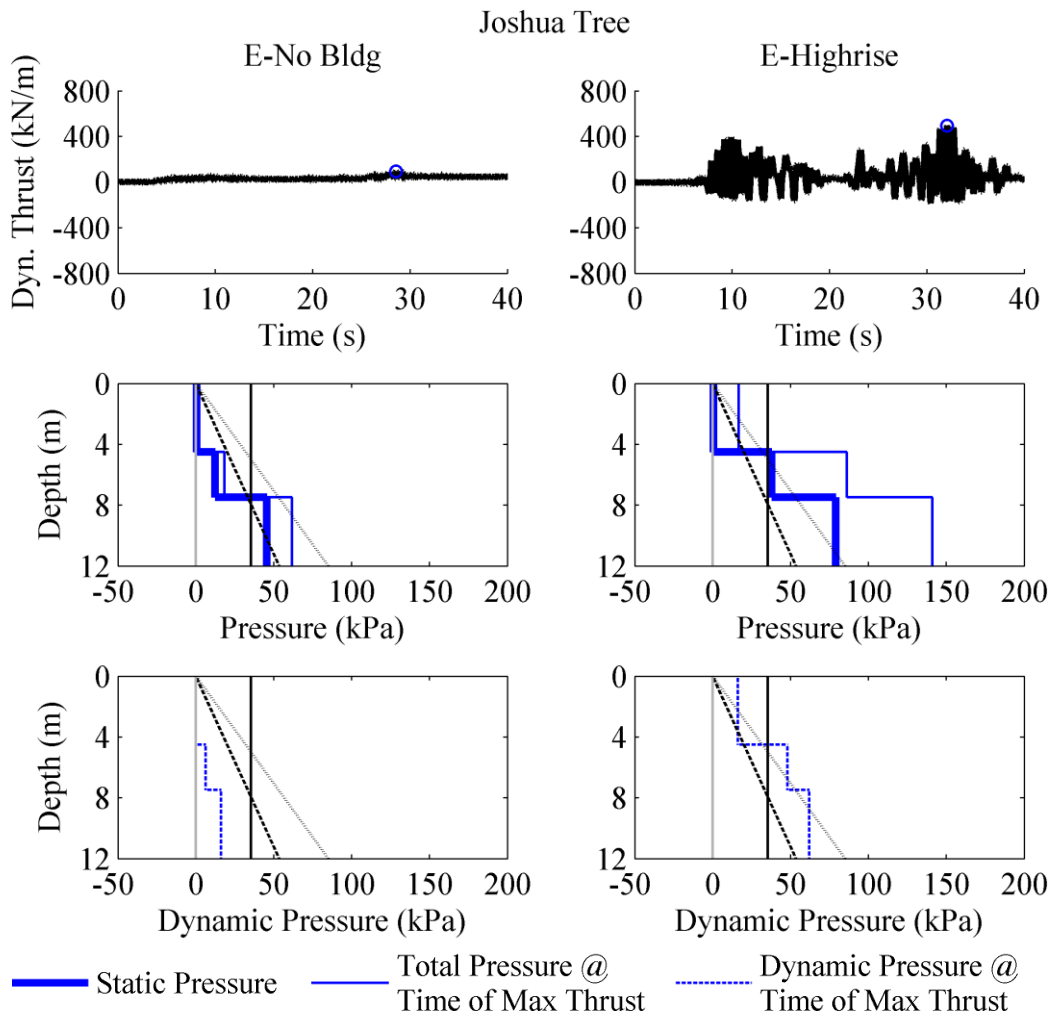 Joshua Tree
E-No Bldg
E-Highrise
Dyn. Thrust (kN/m)
800
400
0
-400
-800
0 10 20 30 40
Time (s)
800
400
0
-400
-800
0 10 20 30 40
Time (s)
Depth (m)
0
4
8
12
-50 0 50 100 150 200
Pressure (kPa)
0
4
8
12
-50 0 50 100 150 200
Pressure (kPa)
Depth (m)
0
4
8
12
-50 0 50 100 150 200
Dynamic Pressure (kPa)
0
4
8
12
-50 0 50 100 150 200
Dynamic Pressure (kPa)
Static Pressure
Total Pressure @
Time of Max Thrust
Dynamic Pressure @
Time of Max Thrust